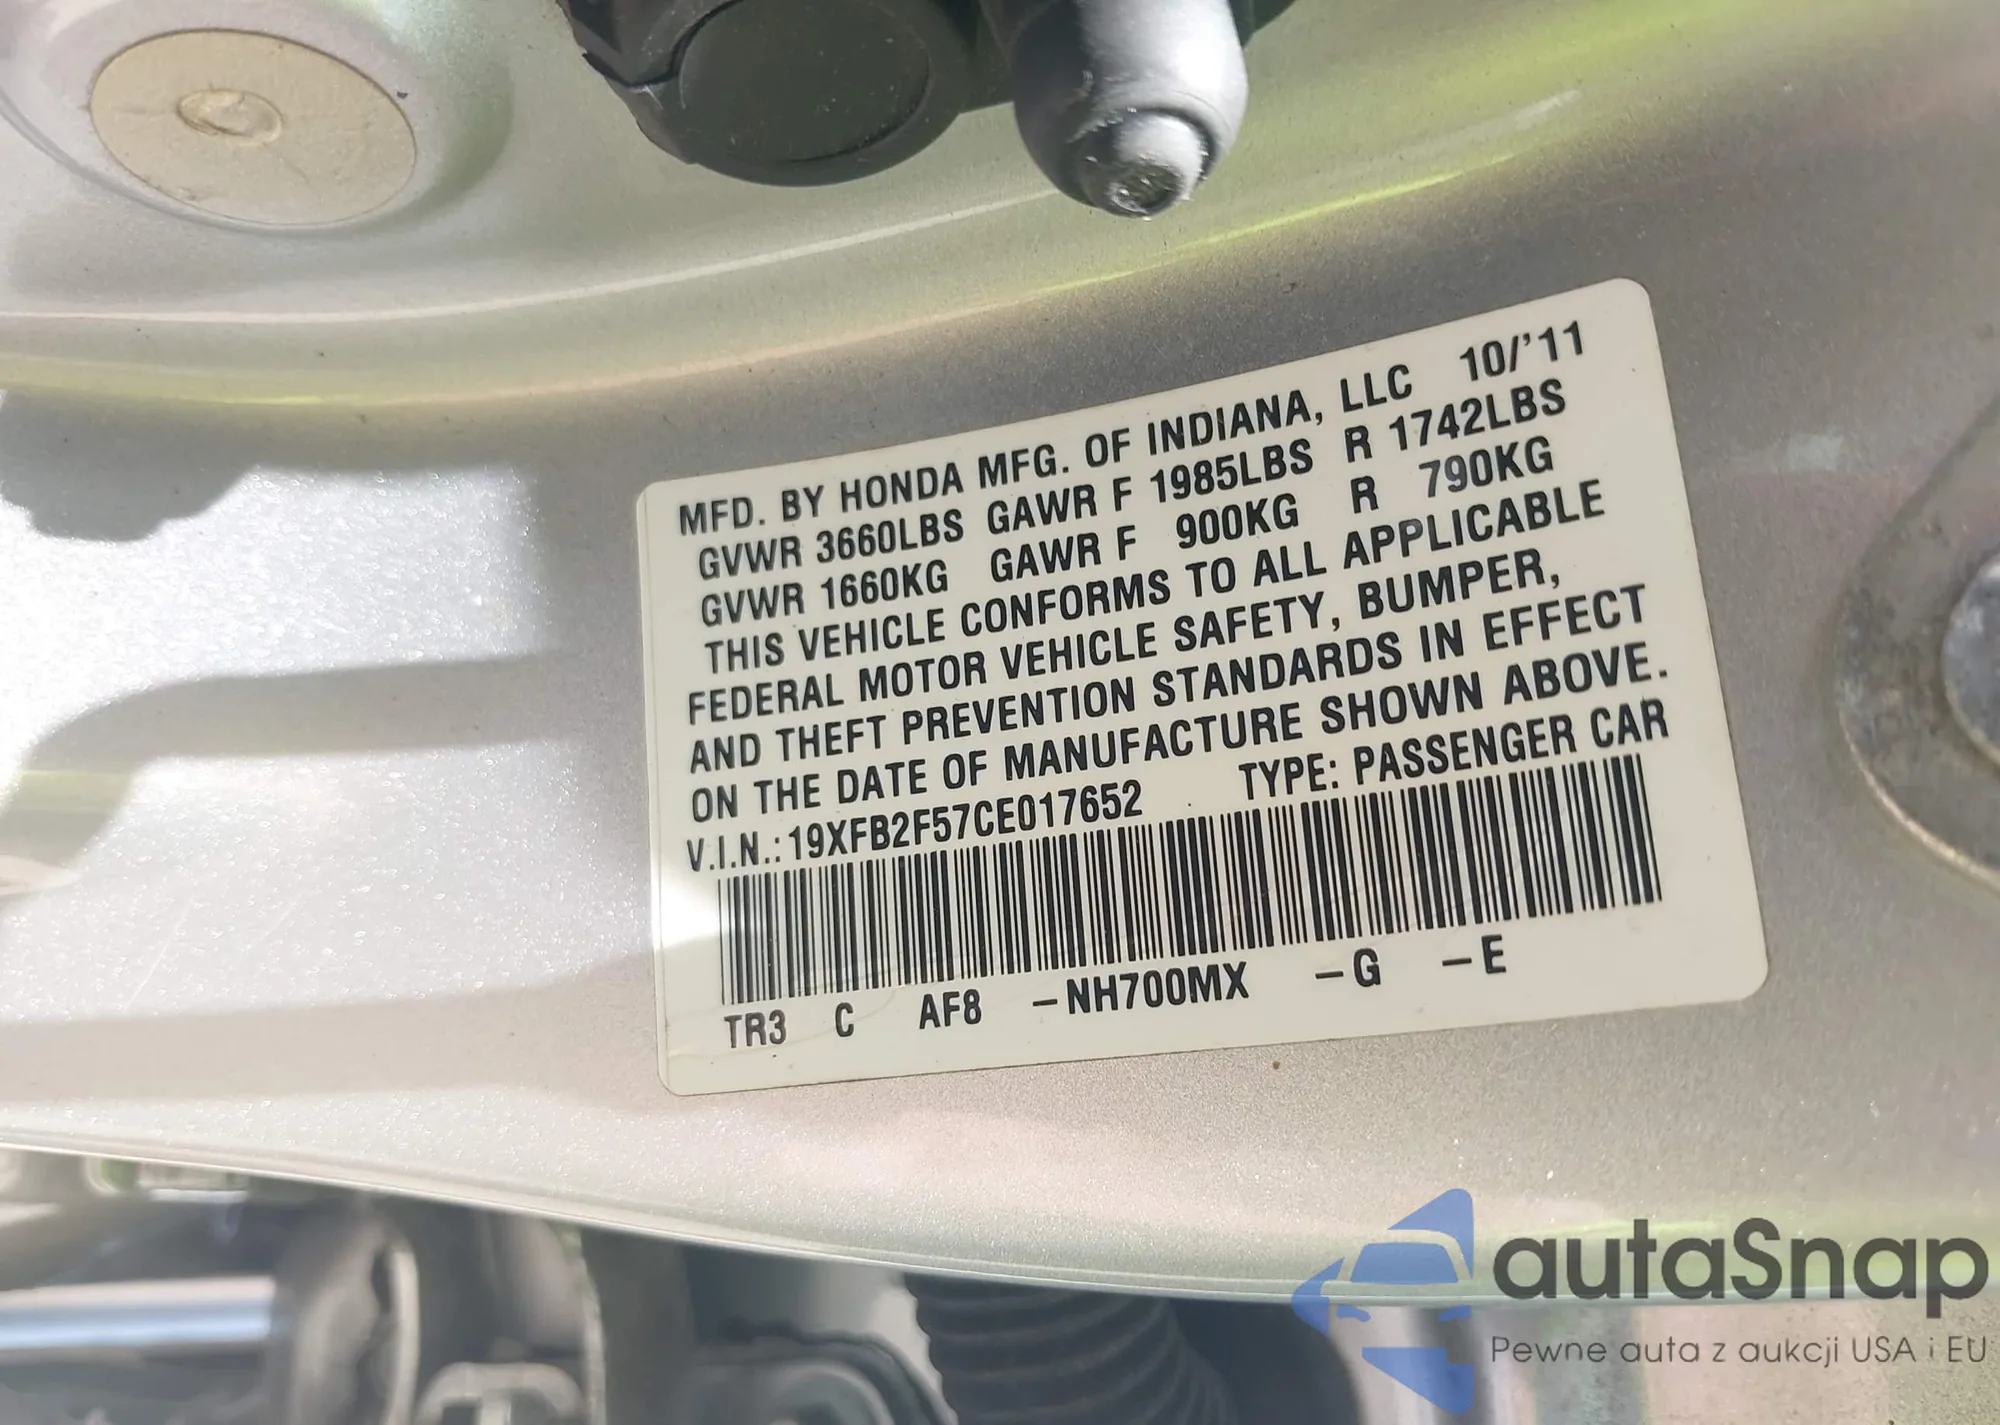 MFD. BY HONDA MFG. OF INDIANA, LLC 10/'11
GVWR 3660LBS GAWR F 1985LBS R 1742LBS
GVWR 1660KG GAWR F 900KG R 790KG
THIS VEHICLE CONFORMS TO ALL APPLICABLE
FEDERAL MOTOR VEHICLE SAFETY, BUMPER,
AND THEFT PREVENTION STANDARDS IN EFFECT
ON THE DATE OF MANUFACTURE SHOWN ABOVE.
V.I.N.: 19XFB2F57CE017652 TYPE: PASSENGER CAR
TR3 C AF8 -NH700MX -G -E
autaSnap
Pewne auta z aukcji USA i EU